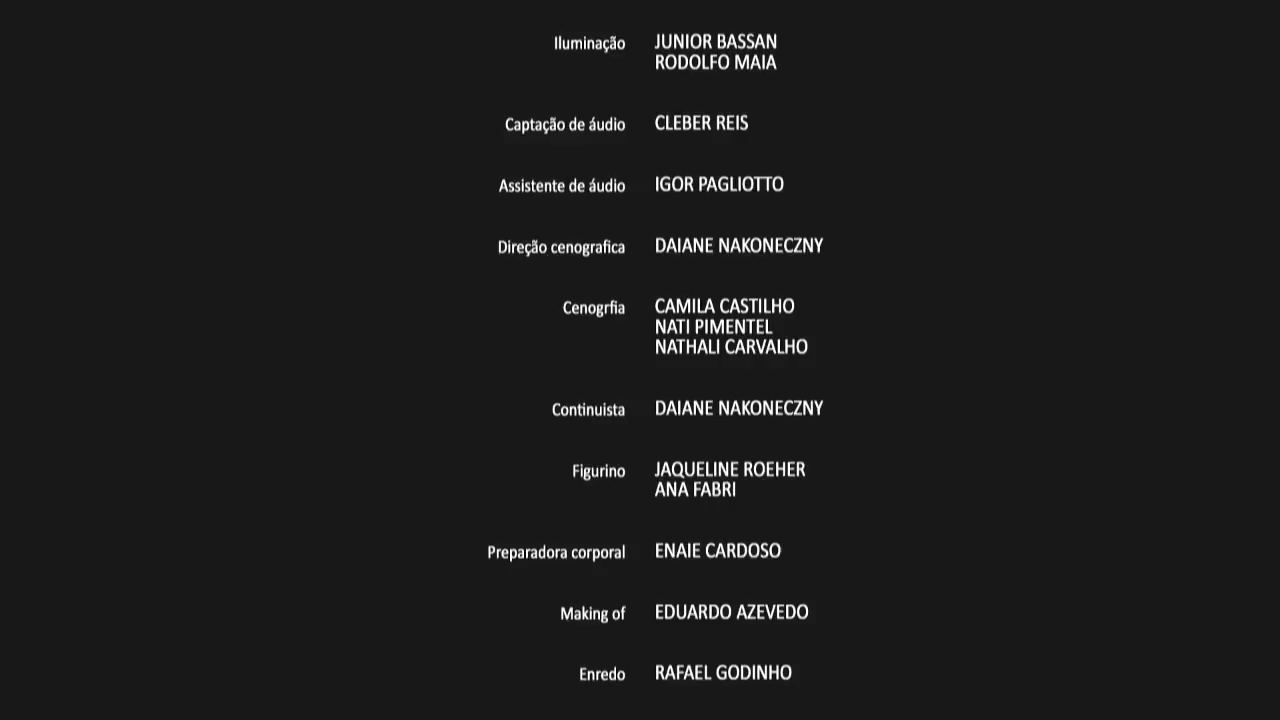 Iluminação JUNIOR BASSAN
RODOLFO MAIA
Captação de áudio CLEBER REIS
Assistente de áudio IGOR PAGLIOTTO
Direção cenografica DAIANE NAKONECZNY
Cenogrfia CAMILA CASTILHO
NATI PIMENTEL
NATHALI CARVALHO
Continuista DAIANE NAKONECZNY
Figurino JAQUELINE ROEHER
ANA FABRI
Preparadora corporal ENAIE CARDOSO
Making of EDUARDO AZEVEDO
Enredo RAFAEL GODINHO